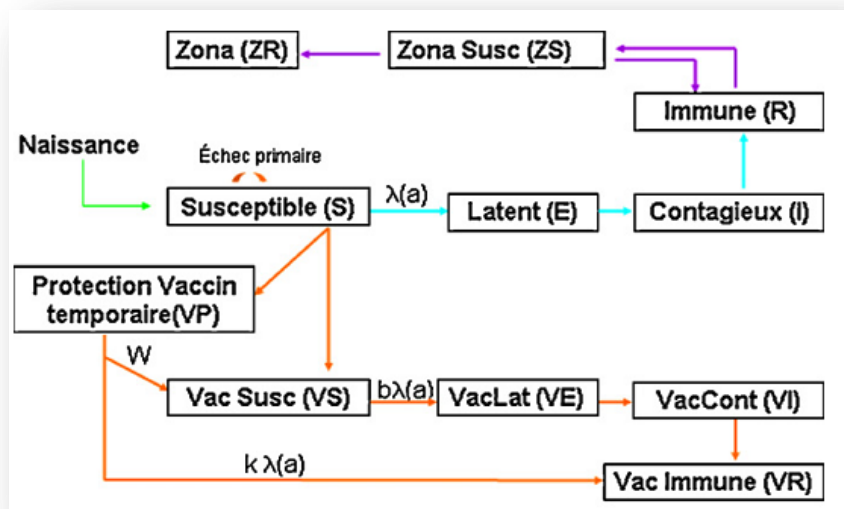 Zona (ZR)
Zona Susc (ZS)
Immune (R)
Naissance
Échec primaire
Susceptible (S)
λ(a)
Latent (E)
Contagieux (I)
Protection Vaccin
temporaire(VP)
W
Vac Susc (VS)
bλ(a)
VacLat (VE)
VacCont (VI)
k λ(a)
Vac Immune (VR)